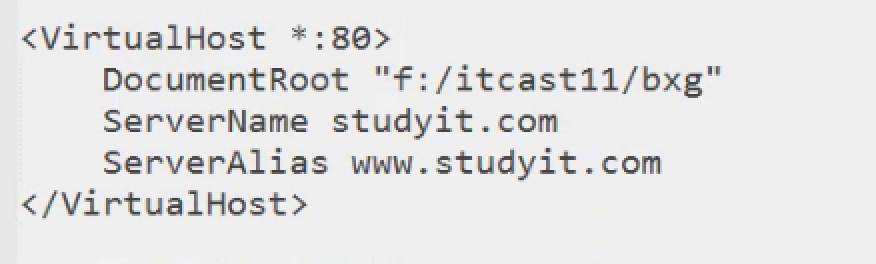 <VirtualHost *:80>
    DocumentRoot "f:/itcast11/bxg"
    ServerName studyit.com
    ServerAlias www.studyit.com
</VirtualHost>